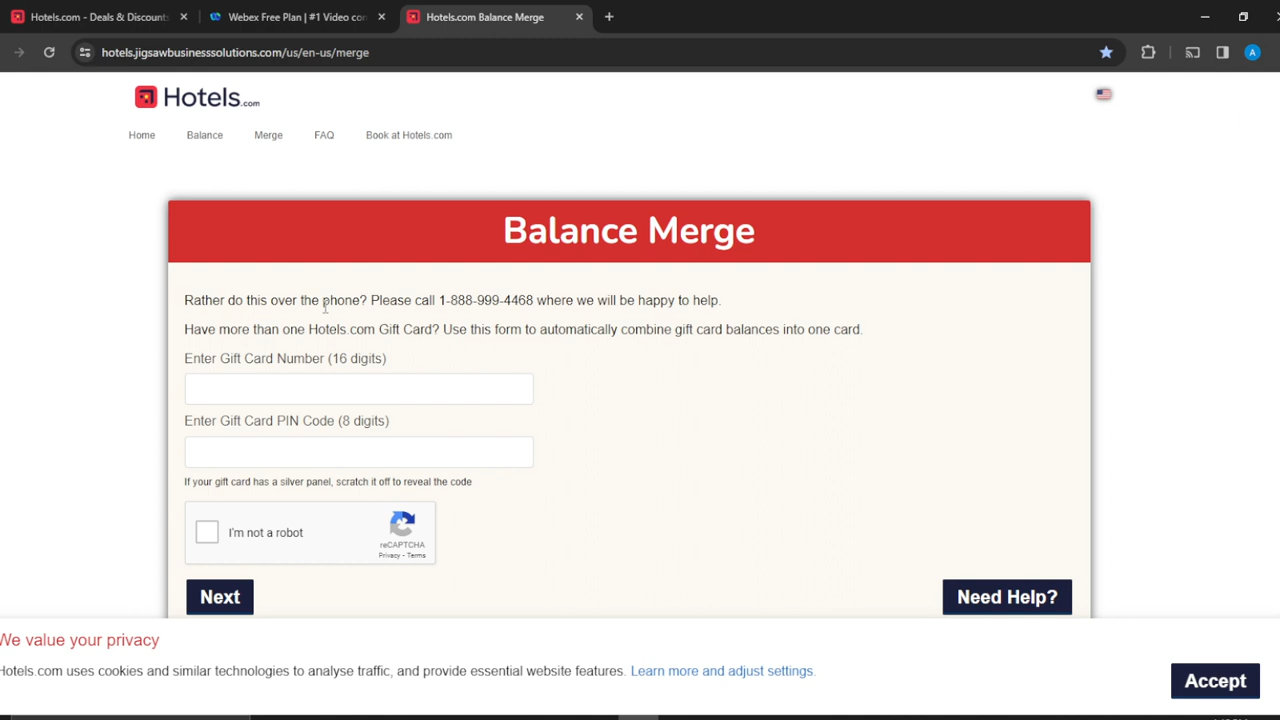 Hotels.com - Deals & Discounts
Webex Free Plan | #1 Video con
Hotels.com Balance Merge
hotels.jigsawbusinesssolutions.com/us/en-us/merge
A
Hotels.com
Home Balance Merge FAQ Book at Hotels.com
Balance Merge
Rather do this over the phone? Please call 1-888-999-4468 where we will be happy to help.
Have more than one Hotels.com Gift Card? Use this form to automatically combine gift card balances into one card.
Enter Gift Card Number (16 digits)
Enter Gift Card PIN Code (8 digits)
If your gift card has a silver panel, scratch it off to reveal the code
I'm not a robot
reCAPTCHA
Privacy - Terms
Next
Need Help?
We value your privacy
Hotels.com uses cookies and similar technologies to analyse traffic, and provide essential website features. Learn more and adjust settings.
Accept